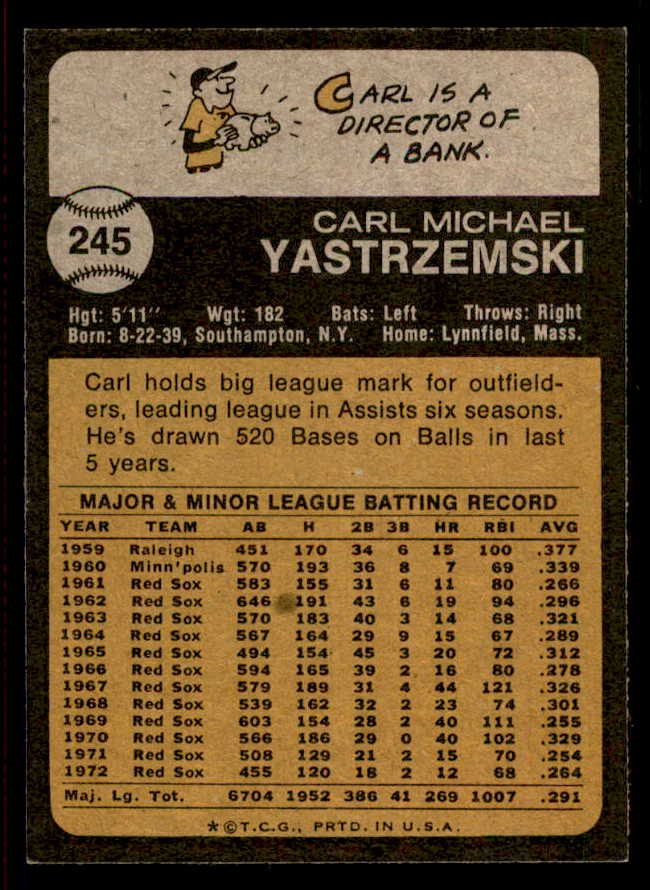 CARL IS A
DIRECTOR OF
A BANK.
245
CARL MICHAEL
YASTRZEMSKI
Hgt: 5'11" Wgt: 182 Bats: Left Throws: Right
Born: 8-22-39, Southampton, N.Y. Home: Lynnfield, Mass.
Carl holds big league mark for outfield-
ers, leading league in Assists six seasons.
He's drawn 520 Bases on Balls in last
5 years.
MAJOR & MINOR LEAGUE BATTING RECORD
YEAR TEAM AB H 2B 3B HR RBI AVG
1959 Raleigh 451 170 34 6 15 100 .377
1960 Minn'polis 570 193 36 8 7 69 .339
1961 Red Sox 583 155 31 6 11 80 .266
1962 Red Sox 646 191 43 6 19 94 .296
1963 Red Sox 570 183 40 3 14 68 .321
1964 Red Sox 567 164 29 9 15 67 .289
1965 Red Sox 494 154 45 3 20 72 .312
1966 Red Sox 594 165 39 2 16 80 .278
1967 Red Sox 579 189 31 4 44 121 .326
1968 Red Sox 539 162 32 2 23 74 .301
1969 Red Sox 603 154 28 2 40 111 .255
1970 Red Sox 566 186 29 0 40 102 .329
1971 Red Sox 508 129 21 2 15 70 .254
1972 Red Sox 455 120 18 2 12 68 .264
Maj. Lg. Tot. 6704 1952 386 41 269 1007 .291
*©T.C.G., PRTD. IN U.S.A.